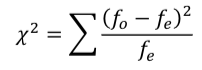 χ² = ∑ (fₒ − fₑ)² / fₑ